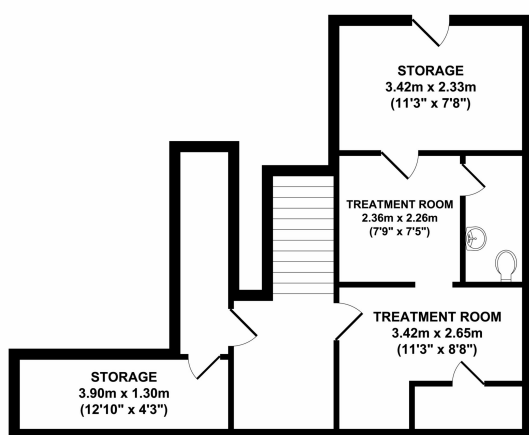 STORAGE
3.42m x 2.33m
(11'3" x 7'8")
TREATMENT ROOM
2.36m x 2.26m
(7'9" x 7'5")
TREATMENT ROOM
3.42m x 2.65m
(11'3" x 8'8")
STORAGE
3.90m x 1.30m
(12'10" x 4'3")